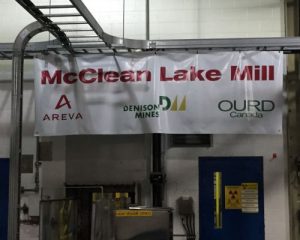 McClean Lake Mill
AREVA
DENISON
MINES
OURD
Canada